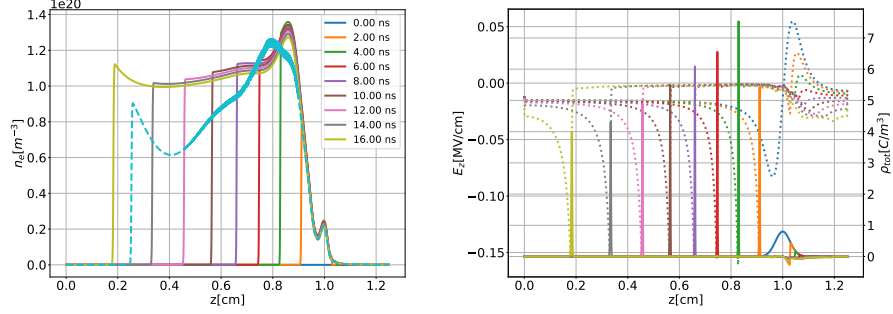 1e20
1.4
1.2
1.0
0.8
0.6
0.4
0.2
0.0
n_e[m^{-3}]
0.0 0.2 0.4 0.6 0.8 1.0 1.2
z[cm]
0.00 ns
2.00 ns
4.00 ns
6.00 ns
8.00 ns
10.00 ns
12.00 ns
14.00 ns
16.00 ns
0.05
0.00
−0.05
−0.10
−0.15
E_z[MV/cm]
0.0 0.2 0.4 0.6 0.8 1.0 1.2
z[cm]
7
6
5
4
3
2
1
0
ρ_tot[C/m^3]